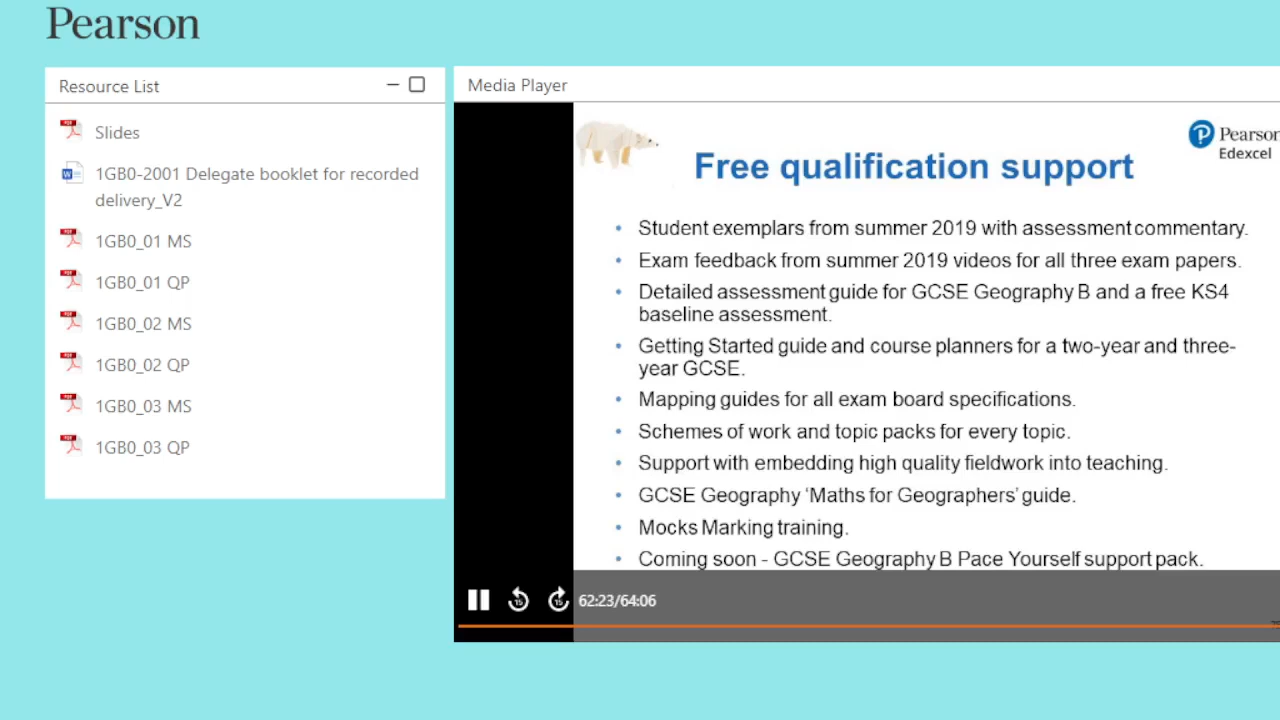 Pearson
Resource List
Slides
1GB0-2001 Delegate booklet for recorded
delivery_V2
1GB0_01 MS
1GB0_01 QP
1GB0_02 MS
1GB0_02 QP
1GB0_03 MS
1GB0_03 QP
Media Player
Pearson
Edexcel
Free qualification support
• Student exemplars from summer 2019 with assessment commentary.
• Exam feedback from summer 2019 videos for all three exam papers.
• Detailed assessment guide for GCSE Geography B and a free KS4
baseline assessment.
• Getting Started guide and course planners for a two-year and three-
year GCSE.
• Mapping guides for all exam board specifications.
• Schemes of work and topic packs for every topic.
• Support with embedding high quality fieldwork into teaching.
• GCSE Geography ‘Maths for Geographers’ guide.
• Mocks Marking training.
• Coming soon - GCSE Geography B Pace Yourself support pack.
15 15 62:23/64:06